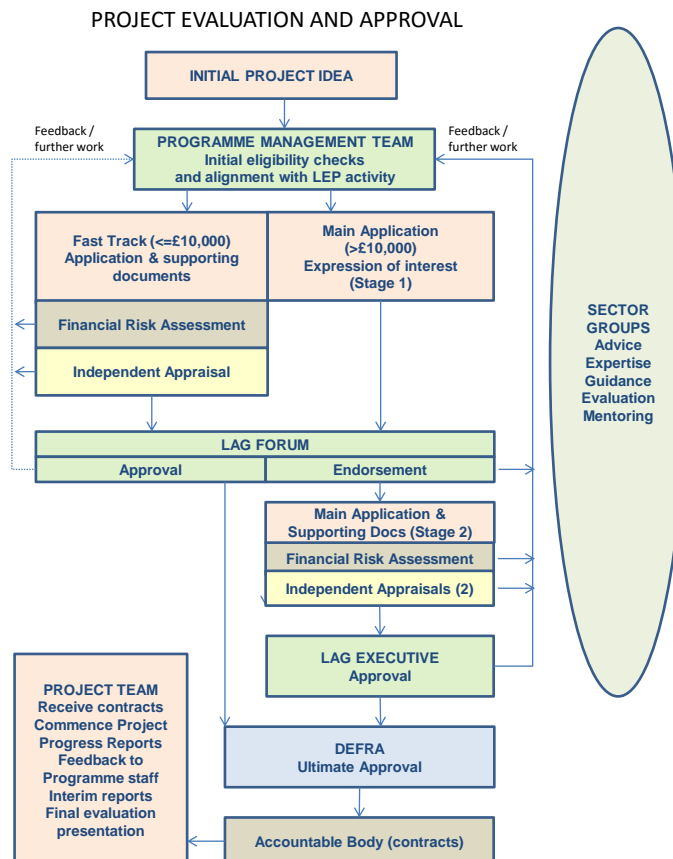 PROJECT EVALUATION AND APPROVAL
INITIAL PROJECT IDEA
Feedback /
further work
PROGRAMME MANAGEMENT TEAM
Initial eligibility checks
and alignment with LEP activity
Feedback /
further work
Fast Track (<=£10,000)
Application & supporting
documents
Main Application
(>£10,000)
Expression of interest
(Stage 1)
Financial Risk Assessment
Independent Appraisal
SECTOR
GROUPS
Advice
Expertise
Guidance
Evaluation
Mentoring
LAG FORUM
Approval
Endorsement
Main Application &
Supporting Docs (Stage 2)
Financial Risk Assessment
Independent Appraisals (2)
LAG EXECUTIVE
Approval
PROJECT TEAM
Receive contracts
Commence Project
Progress Reports
Feedback to
Programme staff
Interim reports
Final evaluation
presentation
DEFRA
Ultimate Approval
Accountable Body (contracts)